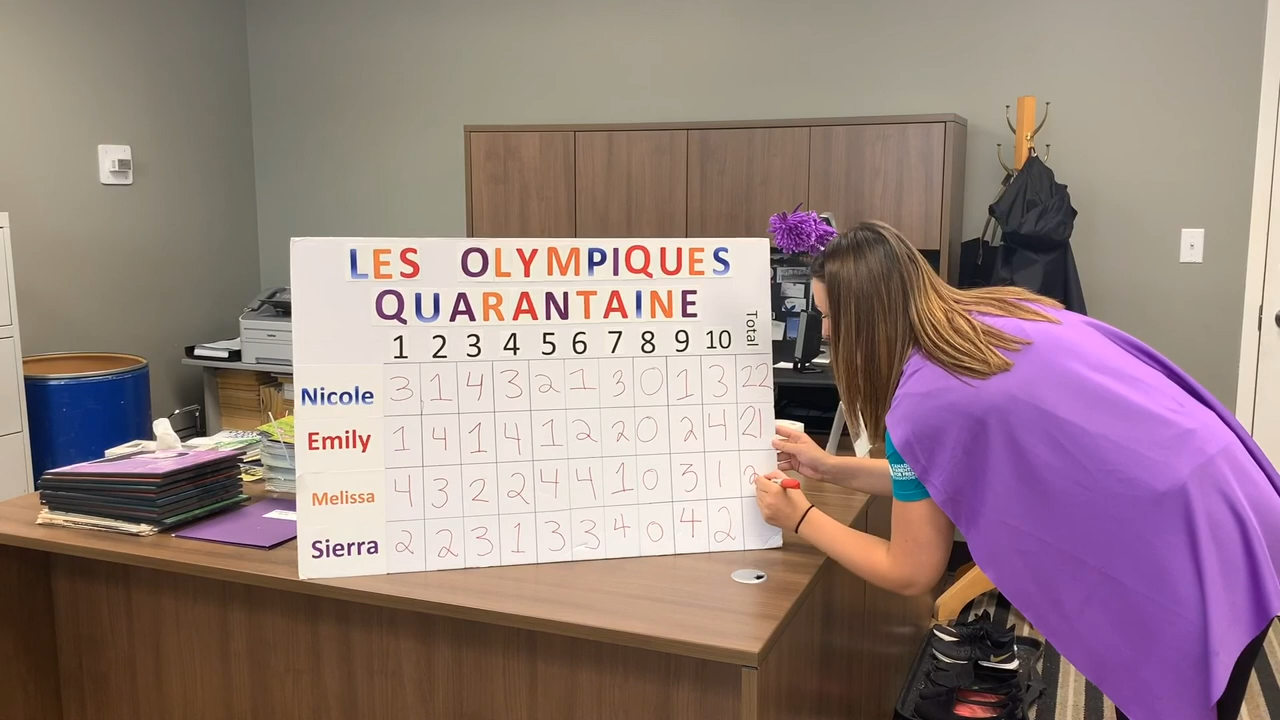 LES OLYMPIQUES
QUARANTAINE
1 2 3 4 5 6 7 8 9 10 Total
Nicole 3 1 4 3 2 1 3 0 1 3 22
Emily 1 4 1 4 1 2 2 0 2 4 21
Melissa 4 3 2 2 4 4 1 0 3 1 2
Sierra 2 2 3 1 3 3 4 0 4 2